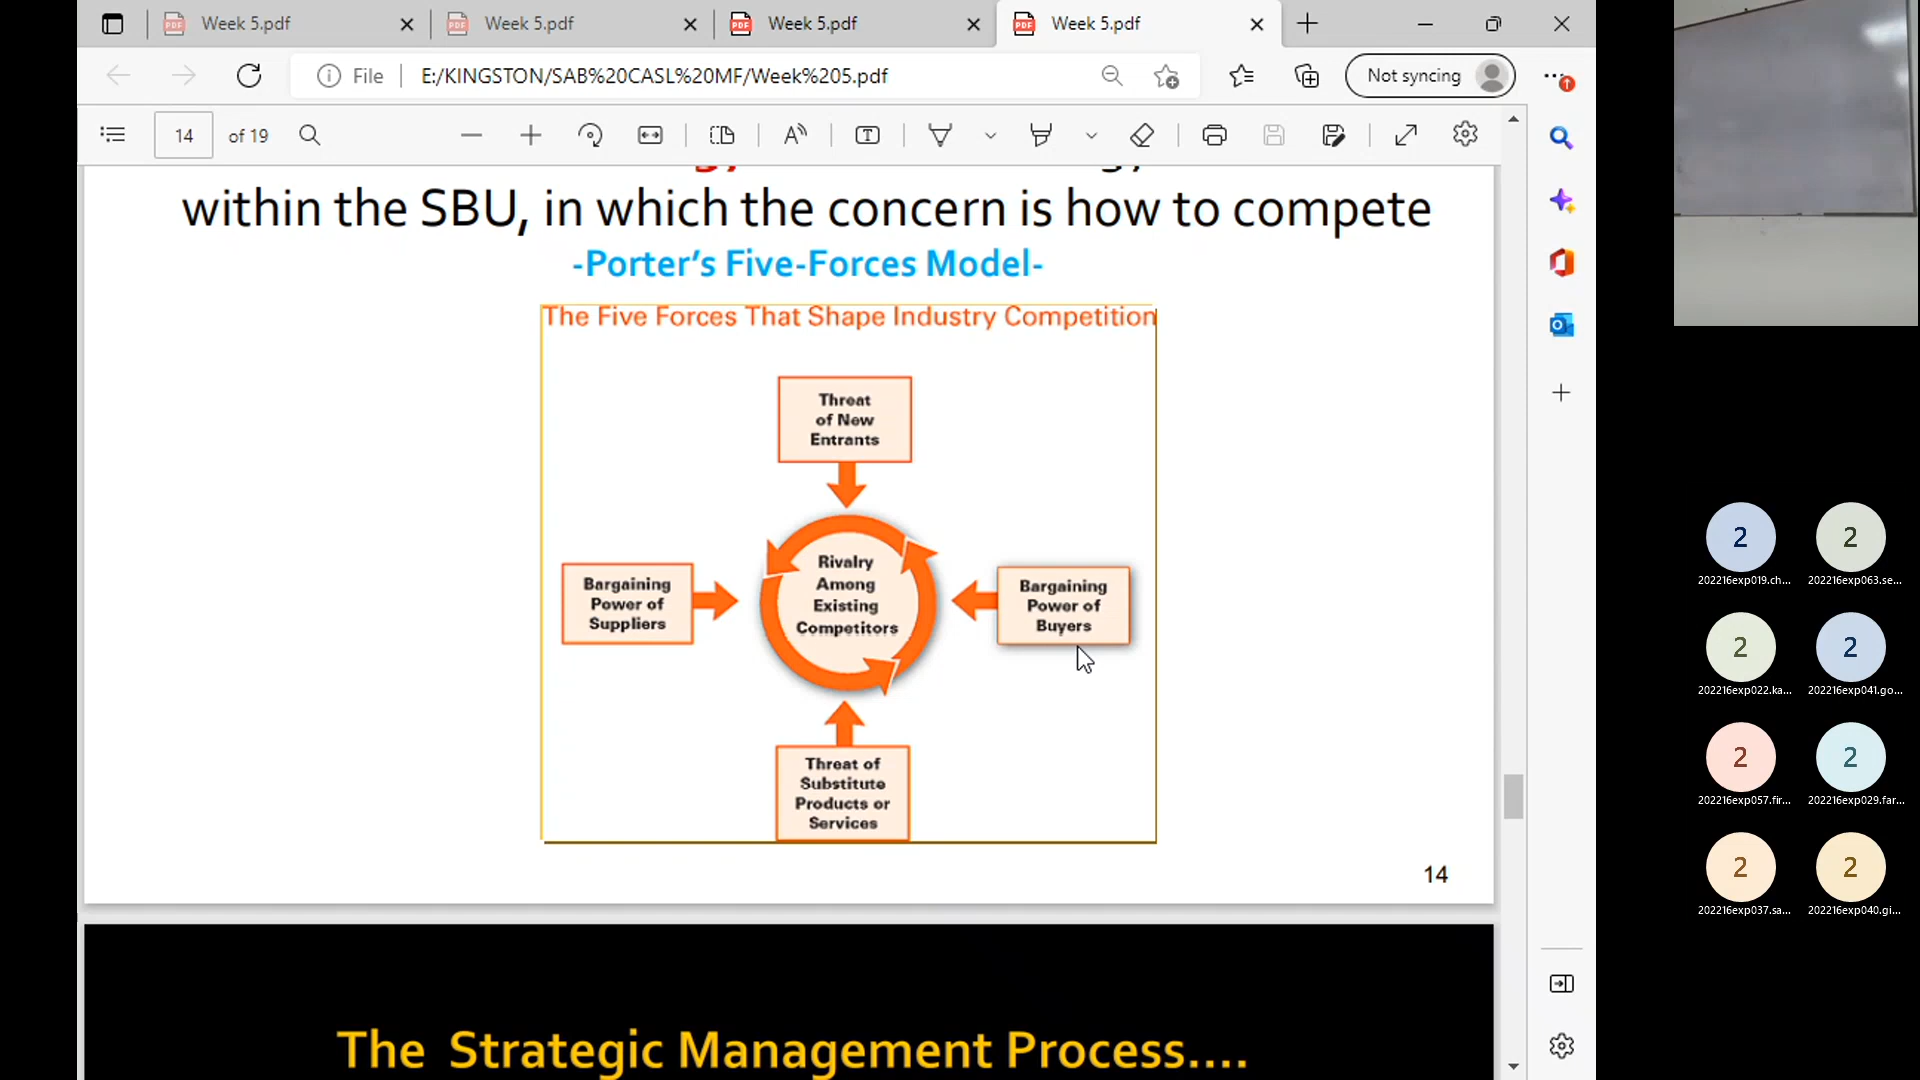 Week 5.pdf
Week 5.pdf
Week 5.pdf
Week 5.pdf
File
E:/KINGSTON/SAB%20CASL%20MF/Week%205.pdf
Not syncing
14
of 19
within the SBU, in which the concern is how to compete
-Porter's Five-Forces Model-
The Five Forces That Shape Industry Competition
Threat
of New
Entrants
Bargaining
Power of
Suppliers
Rivalry
Among
Existing
Competitors
Bargaining
Power of
Buyers
Threat of
Substitute
Products or
Services
14
The Strategic Management Process....
2
2
202216exp019.ch...
202216exp063.se...
2
2
202216exp022.ka...
202216exp041.go...
2
2
202216exp057.fir...
202216exp029.far...
2
2
202216exp037.sa...
202216exp040.gi...